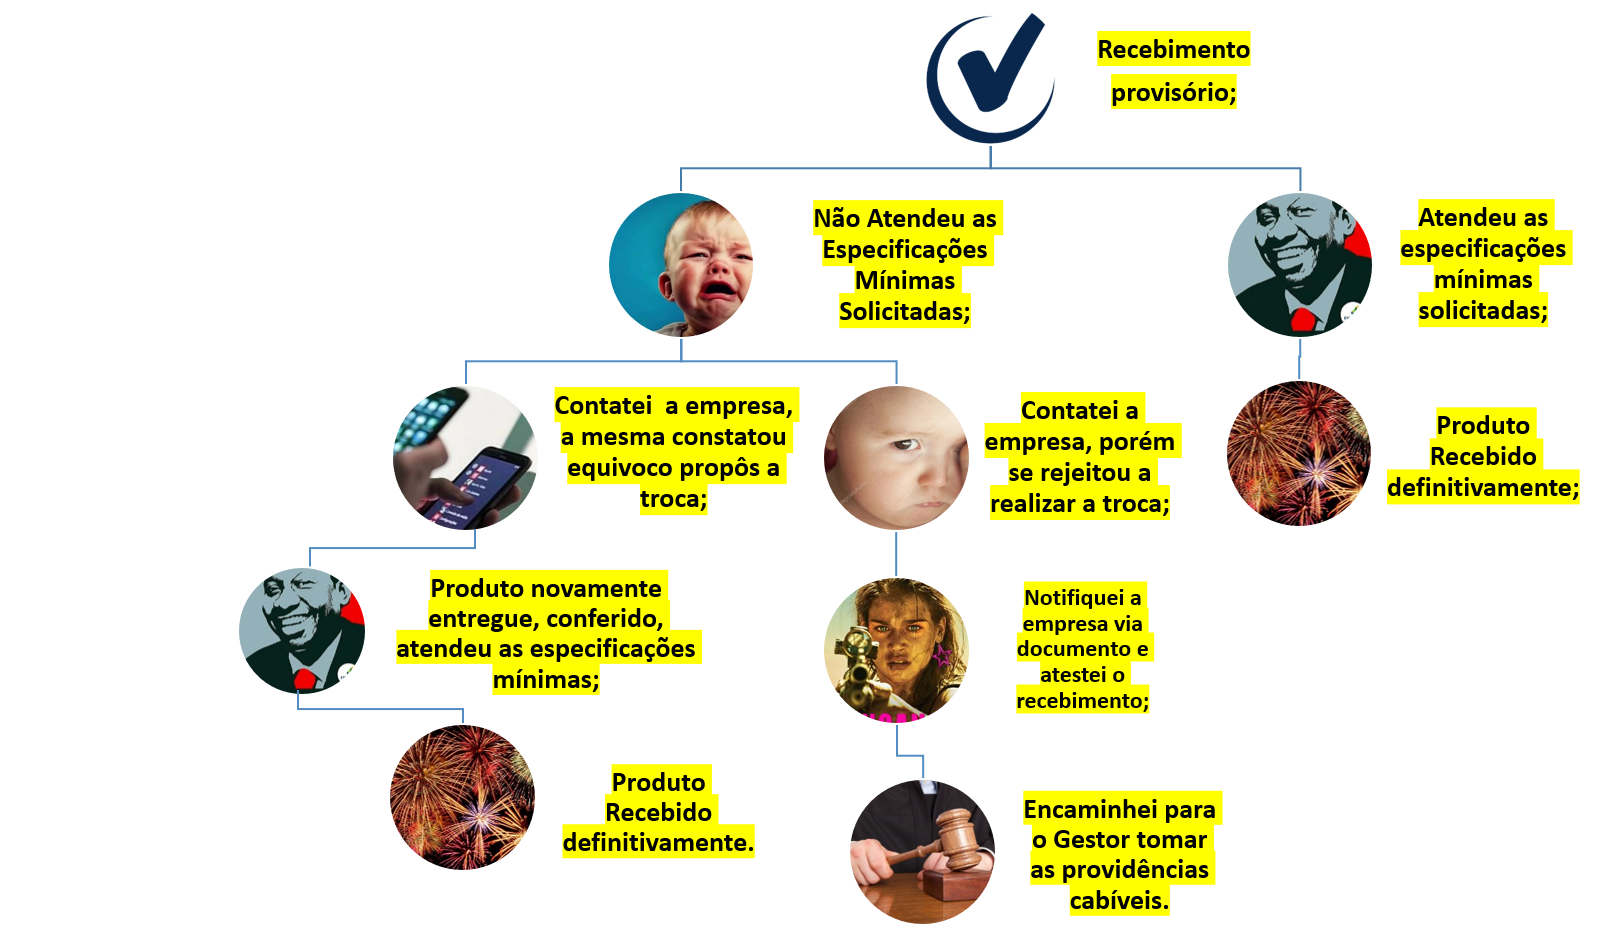 Recebimento
provisório;
Não Atendeu as
Especificações
Mínimas
Solicitadas;
Atendeu as
especificações
mínimas
solicitadas;
Contatei  a empresa,
a mesma constatou
equivoco propôs a
troca;
Contatei a
empresa, porém
se rejeitou a
realizar a troca;
Produto
Recebido
definitivamente;
Produto novamente
entregue, conferido,
atendeu as especificações
mínimas;
Notifiquei a
empresa via
documento e
atestei o
recebimento;
Produto
Recebido
definitivamente.
Encaminhei para
o Gestor tomar
as providências
cabíveis.